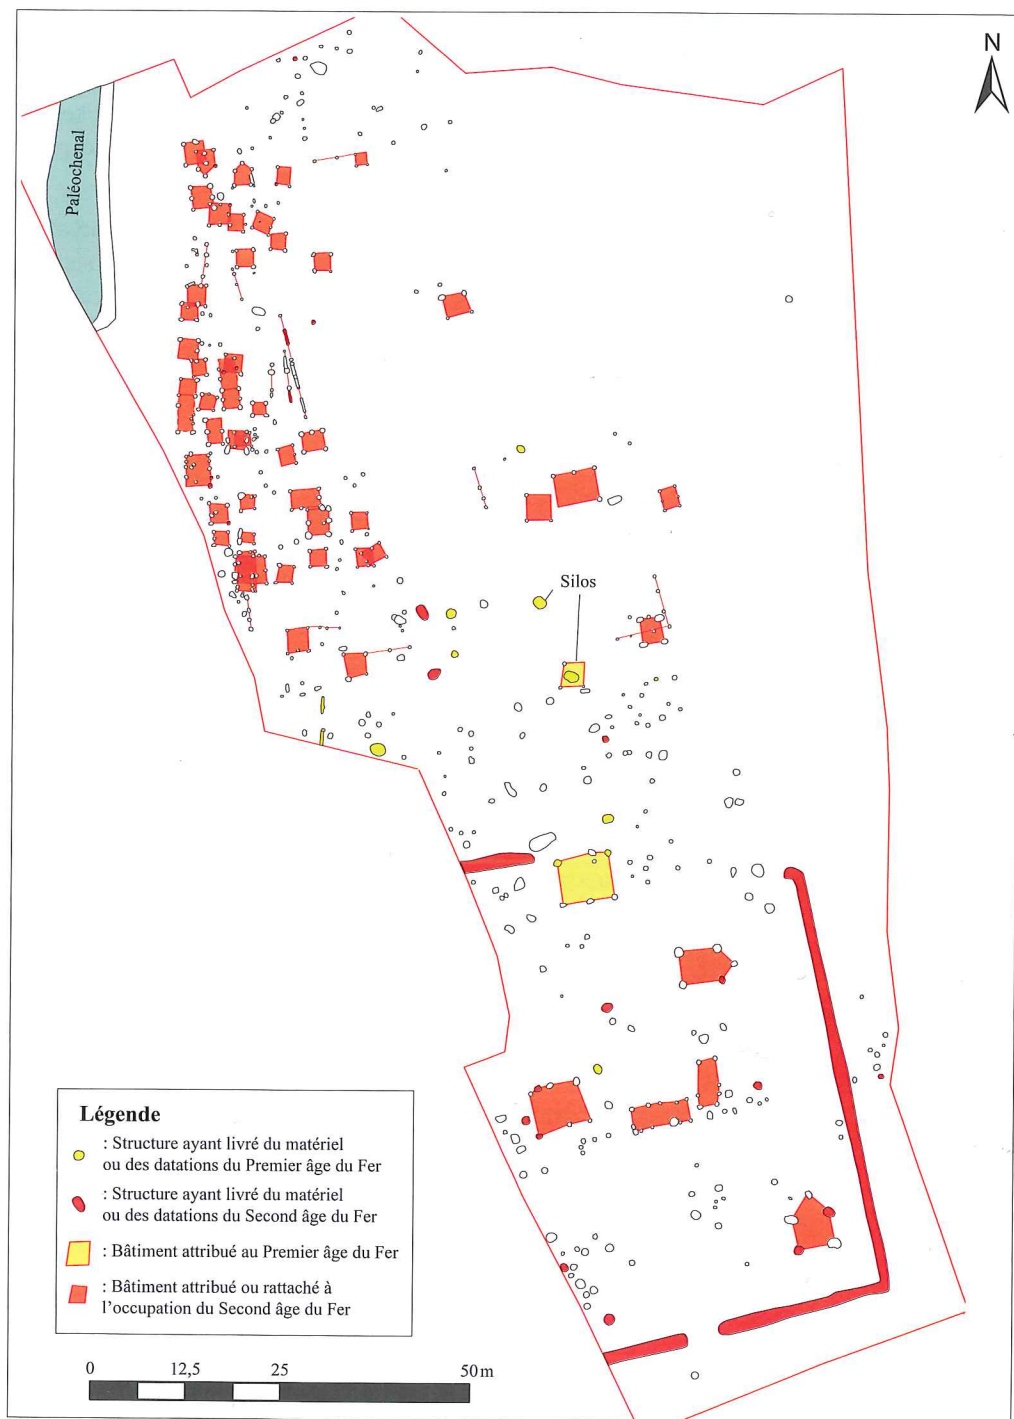 N
Paléochenal
Silos
Légende
: Structure ayant livré du matériel
ou des datations du Premier âge du Fer
: Structure ayant livré du matériel
ou des datations du Second âge du Fer
: Bâtiment attribué au Premier âge du Fer
: Bâtiment attribué ou rattaché à
l'occupation du Second âge du Fer
0 12,5 25 50 m